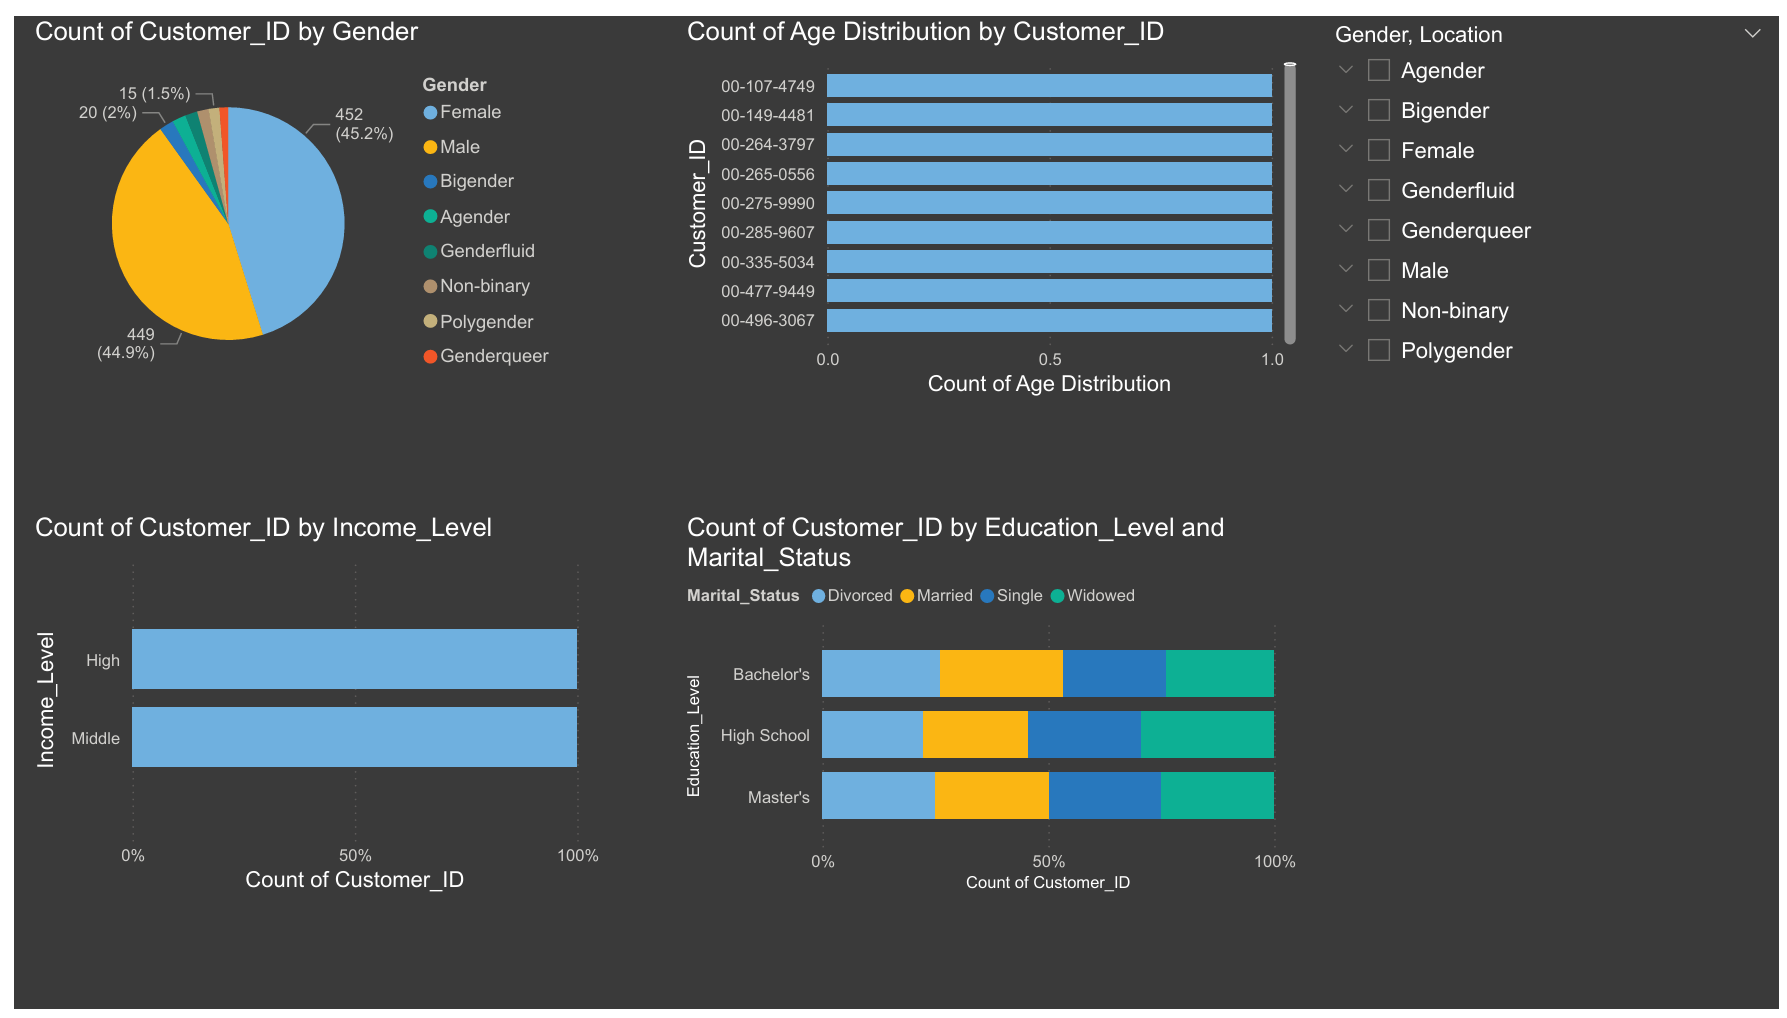 Count of Customer_ID by Gender
15 (1.5%)
20 (2%)
452
(45.2%)
449
(44.9%)
Gender
Female
Male
Bigender
Agender
Genderfluid
Non-binary
Polygender
Genderqueer
Count of Age Distribution by Customer_ID
Customer_ID
00-107-4749
00-149-4481
00-264-3797
00-265-0556
00-275-9990
00-285-9607
00-335-5034
00-477-9449
00-496-3067
0.0 0.5 1.0
Count of Age Distribution
Gender, Location
Agender
Bigender
Female
Genderfluid
Genderqueer
Male
Non-binary
Polygender
Count of Customer_ID by Income_Level
Income_Level
High
Middle
0% 50% 100%
Count of Customer_ID
Count of Customer_ID by Education_Level and
Marital_Status
Marital_Status Divorced Married Single Widowed
Education_Level
Bachelor's
High School
Master's
0% 50% 100%
Count of Customer_ID